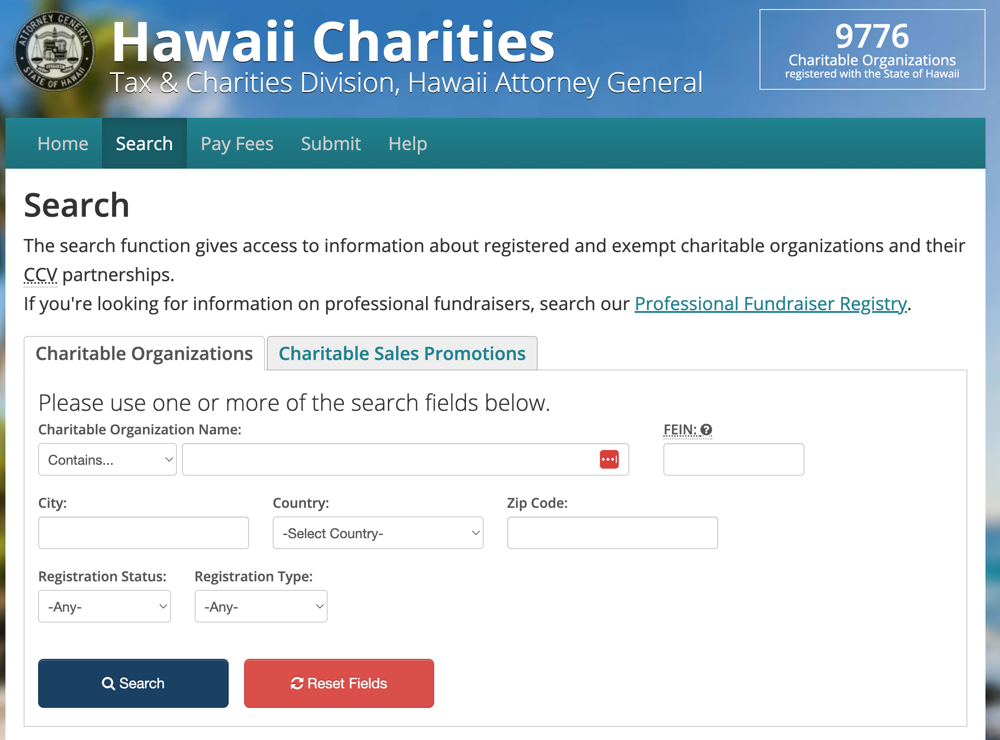 ATTORNEY GENERAL
STATE OF HAWAII
Hawaii Charities
Tax & Charities Division, Hawaii Attorney General
9776
Charitable Organizations
registered with the State of Hawaii
Home Search Pay Fees Submit Help
Search
The search function gives access to information about registered and exempt charitable organizations and their
CCV partnerships.
If you're looking for information on professional fundraisers, search our Professional Fundraiser Registry.
Charitable Organizations Charitable Sales Promotions
Please use one or more of the search fields below.
Charitable Organization Name: FEIN:
Contains...
City: Country: Zip Code:
-Select Country-
Registration Status: Registration Type:
-Any- -Any-
Search Reset Fields